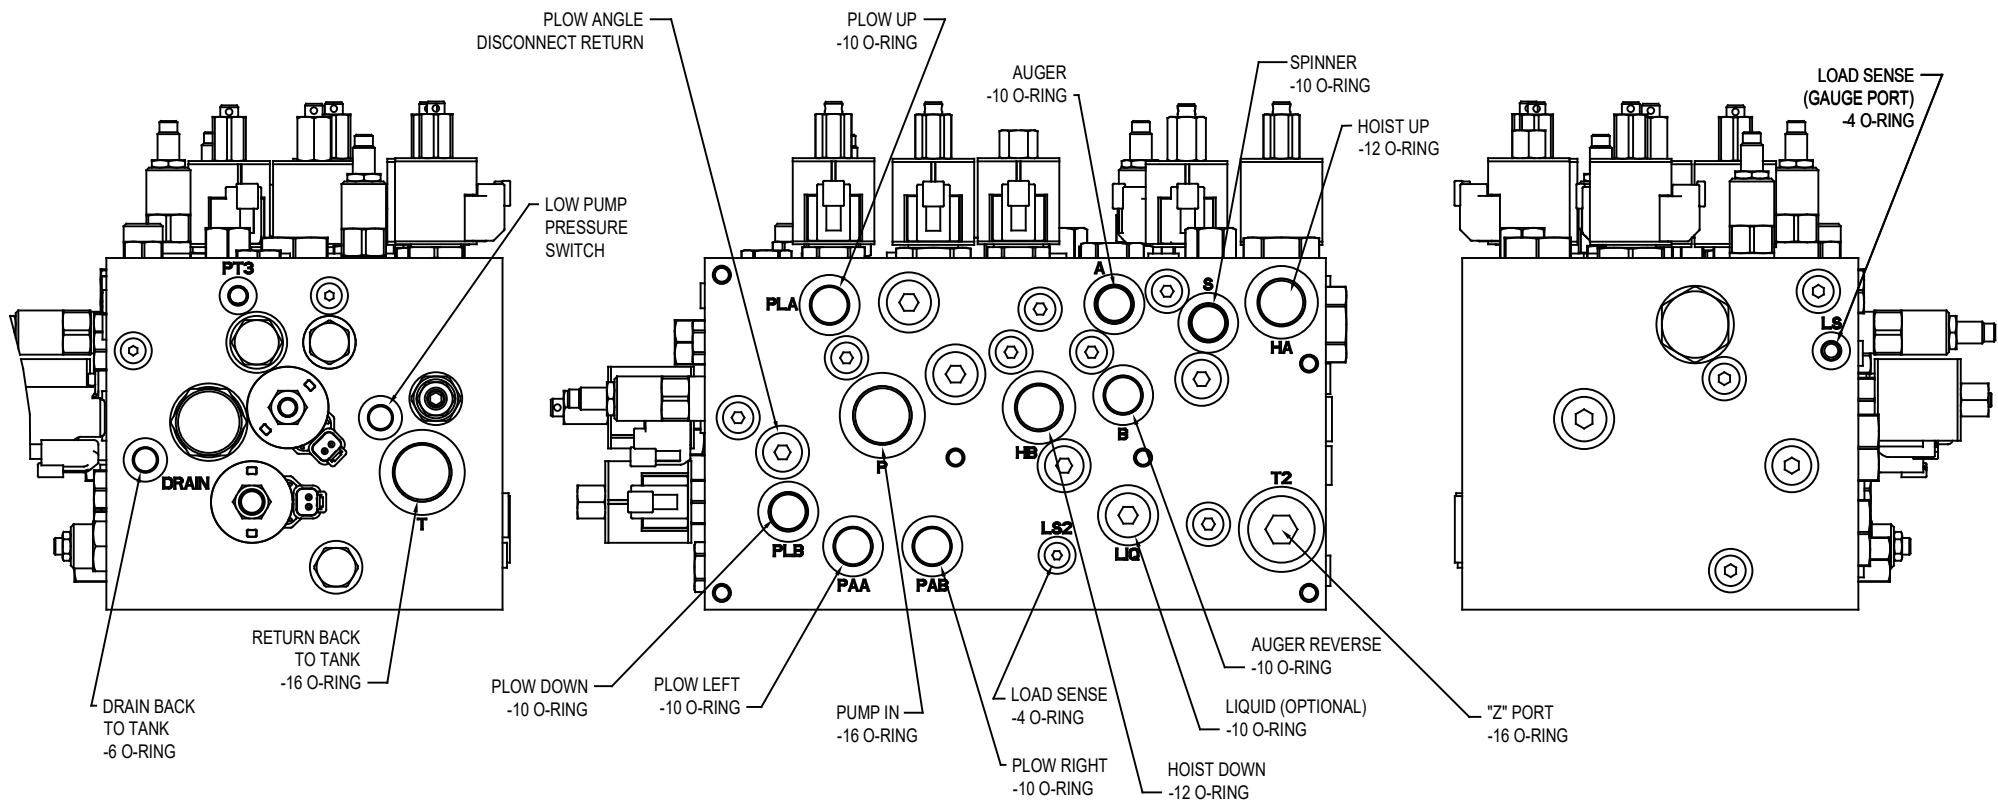 PLOW ANGLE
DISCONNECT RETURN
PLOW UP
-10 O-RING
AUGER
-10 O-RING
SPINNER
-10 O-RING
HOIST UP
-12 O-RING
LOAD SENSE
(GAUGE PORT)
-4 O-RING
LOW PUMP
PRESSURE
SWITCH
PT3
DRAIN
T
PLA
A
S
HA
P
HB
B
T2
PLB
PAA
PAB
LS2
LIQ
LS
RETURN BACK
TO TANK
-16 O-RING
DRAIN BACK
TO TANK
-6 O-RING
PLOW DOWN
-10 O-RING
PLOW LEFT
-10 O-RING
PUMP IN
-16 O-RING
LOAD SENSE
-4 O-RING
PLOW RIGHT
-10 O-RING
AUGER REVERSE
-10 O-RING
LIQUID (OPTIONAL)
-10 O-RING
HOIST DOWN
-12 O-RING
"Z" PORT
-16 O-RING